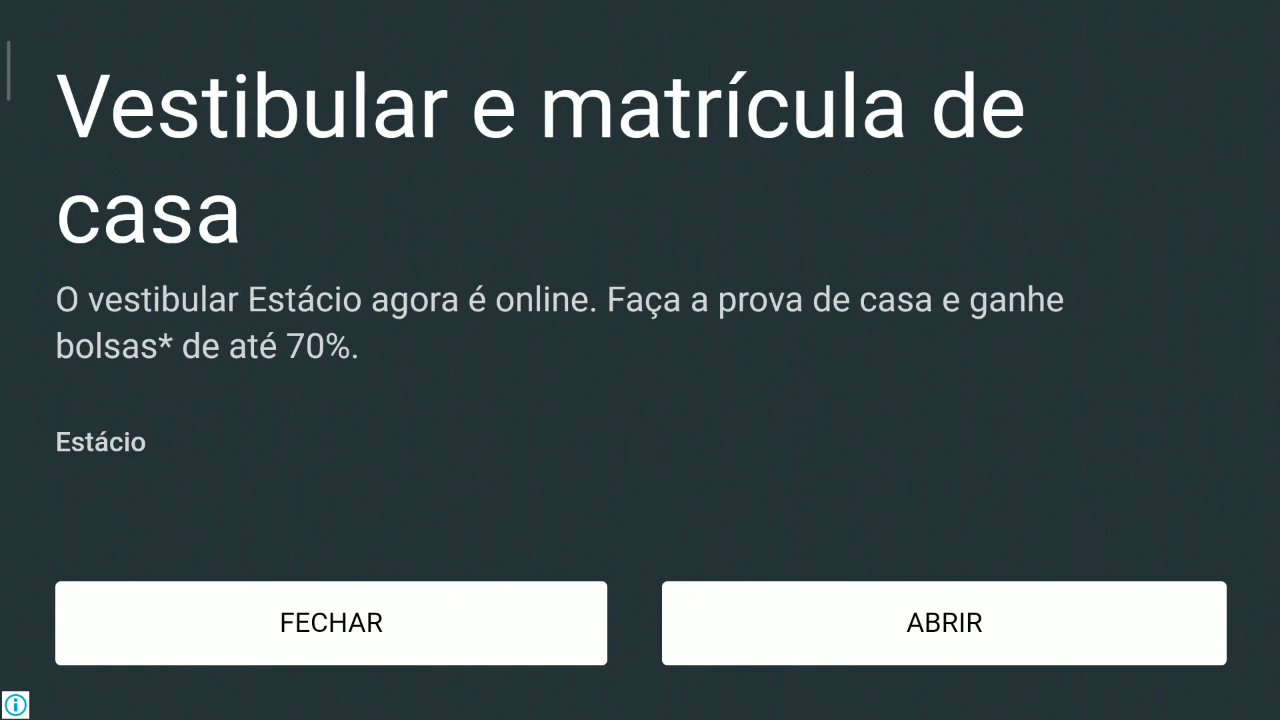 Vestibular e matrícula de
casa
O vestibular Estácio agora é online. Faça a prova de casa e ganhe
bolsas* de até 70%.
Estácio
FECHAR
ABRIR